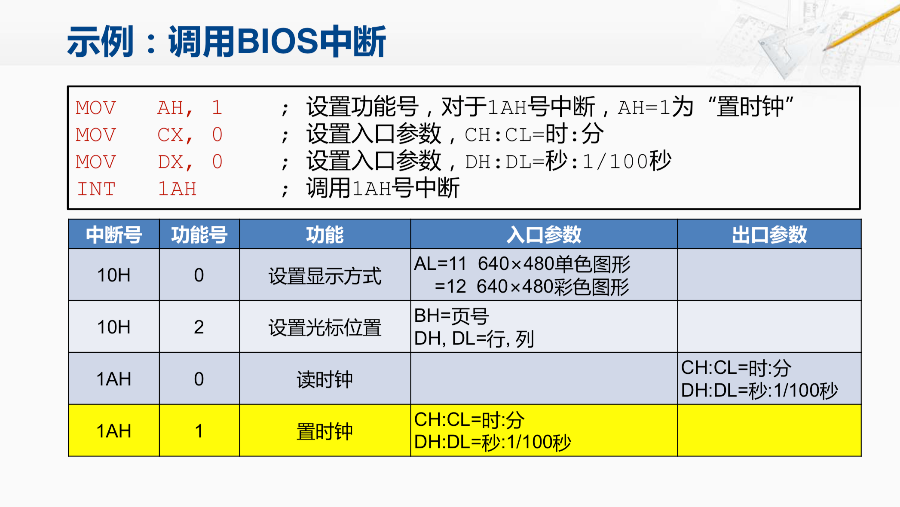 示例：调用BIOS中断
MOV AH, 1 ; 设置功能号，对于1AH号中断，AH=1为“置时钟”
MOV CX, 0 ; 设置入口参数，CH:CL=时:分
MOV DX, 0 ; 设置入口参数，DH:DL=秒:1/100秒
INT 1AH ; 调用1AH号中断
中断号 功能号 功能 入口参数 出口参数
10H 0 设置显示方式 AL=11 640×480单色图形
=12 640×480彩色图形
10H 2 设置光标位置 BH=页号
DH, DL=行, 列
1AH 0 读时钟 CH:CL=时:分
DH:DL=秒:1/100秒
1AH 1 置时钟 CH:CL=时:分
DH:DL=秒:1/100秒